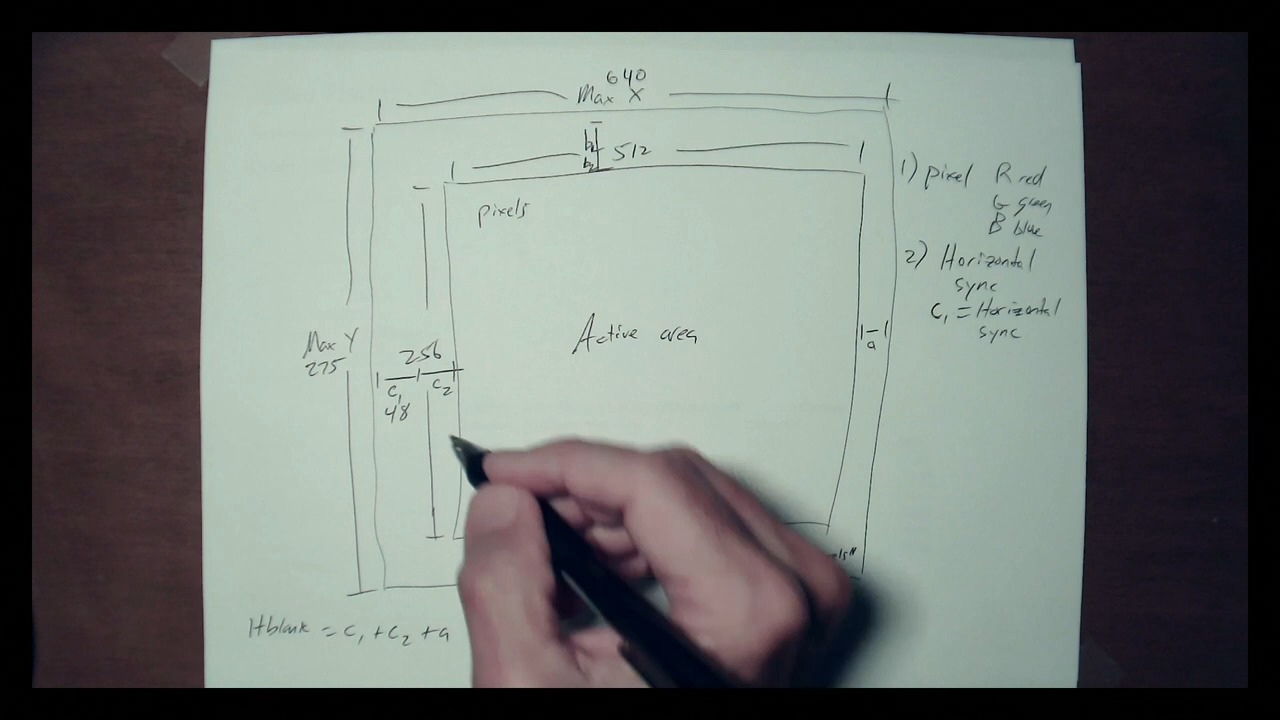 640
Max X
512
pixels
Active area
Max Y
275
256
C1 C2
48
a
1) pixel R red
G green
B blue
2) Horizontal
sync
C1 = Horizontal
sync
Hblank = C1 + C2 + a